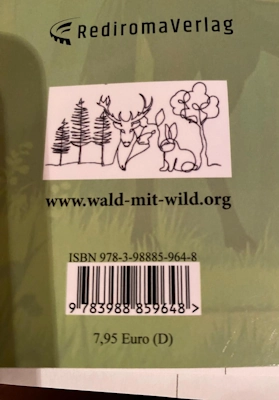 RediromaVerlag
www.wald-mit-wild.org
ISBN 978-3-98885-964-8
9 783988 859648 >
7,95 Euro (D)